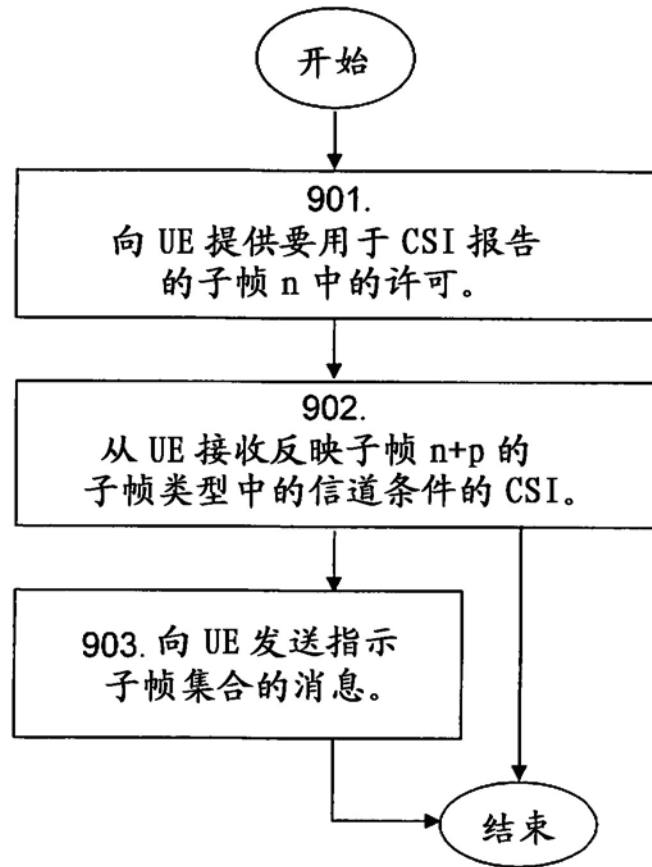 开始
901.
向 UE 提供要用于 CSI 报告
的子帧 n 中的许可。
902.
从 UE 接收反映子帧 n+p 的
子帧类型中的信道条件的 CSI。
903. 向 UE 发送指示
子帧集合的消息。
结束